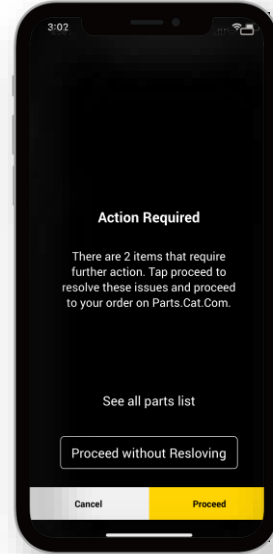 3:02
Action Required
There are 2 items that require
further action. Tap proceed to
resolve these issues and proceed
to your order on Parts.Cat.Com.
See all parts list
Proceed without Resloving
Cancel Proceed